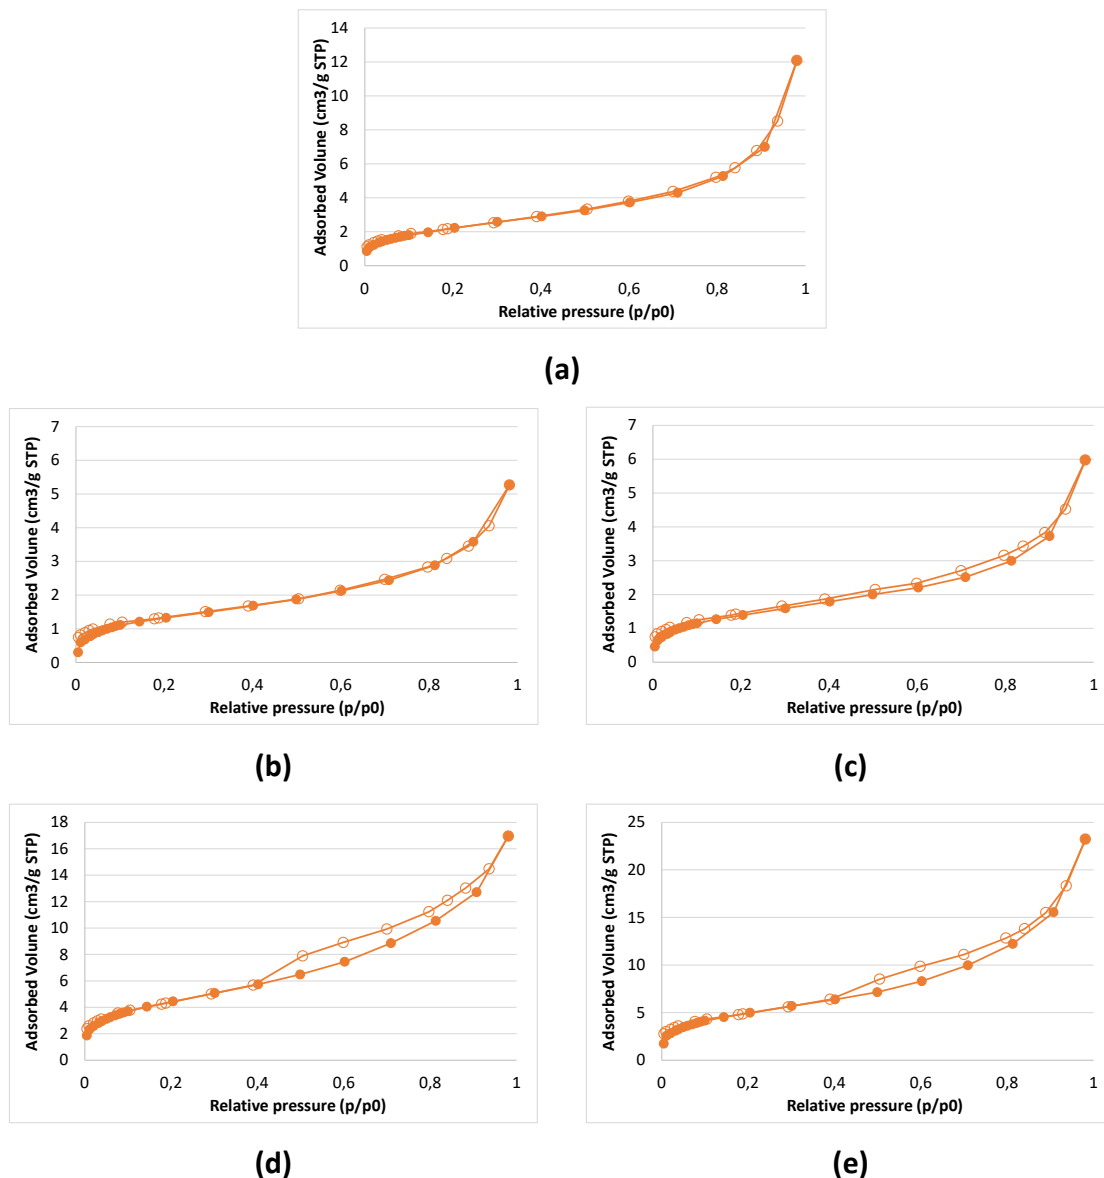 14
12
10
8
6
4
2
0
Adsorbed Volume (cm3/g STP)
0 0,2 0,4 0,6 0,8 1
Relative pressure (p/p0)
(a)
7
6
5
4
3
2
1
0
Adsorbed Volune (cm3/g STP)
0 0,2 0,4 0,6 0,8 1
Relative pressure (p/p0)
(b)
7
6
5
4
3
2
1
0
Adsorbed Volume (cm3/g STP)
0 0,2 0,4 0,6 0,8 1
Relative pressure (p/p0)
(c)
18
16
14
12
10
8
6
4
2
0
Adsorbed Volune (cm3/g STP)
0 0,2 0,4 0,6 0,8 1
Relative pressure (p/p0)
(d)
25
20
15
10
5
0
Adsorbed Volume (cm3/g STP)
0 0,2 0,4 0,6 0,8 1
Relative pressure (p/p0)
(e)